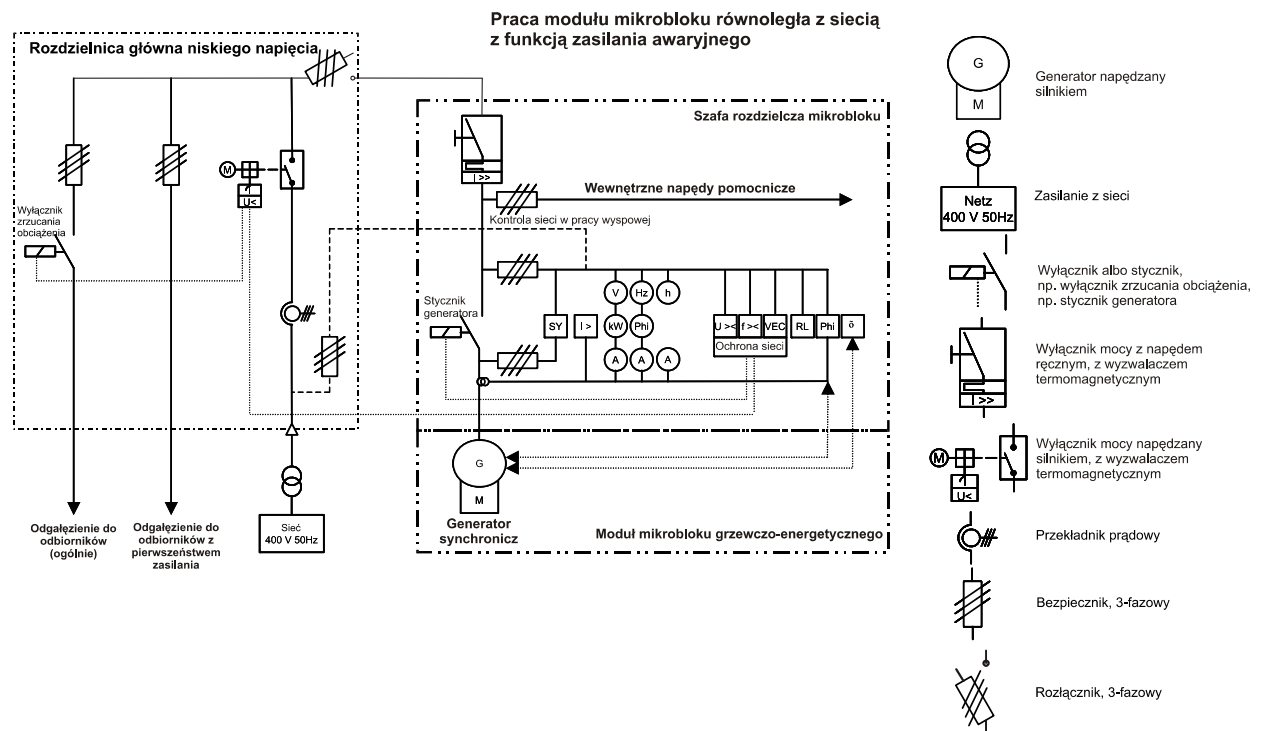 Praca modułu mikrobloku równoległa z siecią
z funkcją zasilania awaryjnego
Rozdzielnica główna niskiego napięcia
Wyłącznik
zrzucania
obciążenia
M
U<
Odgałęzienie do
odbiorników
(ogólnie)
Odgałęzienie do
odbiorników z
pierwszeństwem
zasilania
Sieć
400 V 50Hz
Szafa rozdzielcza mikrobloku
I >>
Wewnętrzne napędy pomocnicze
Kontrola sieci w pracy wyspowej
Stycznik
generatora
SY
I >
V
Hz
h
kW
Phi
A
A
A
U ><
f ><
VEC
Ochrona sieci
RL
Phi
õ
G
M
Generator
synchronicz
Moduł mikrobloku grzewczo-energetycznego
G
M
Generator napędzany
silnikiem
Netz
400 V 50Hz
Zasilanie z sieci
Wyłącznik albo stycznik,
np. wyłącznik zrzucania obciążenia,
np. stycznik generatora
I >>
Wyłącznik mocy z napędem
ręcznym, z wyzwalaczem
termomagnetycznym
M
U<
Wyłącznik mocy napędzany
silnikiem, z wyzwalaczem
termomagnetycznym
Przekładnik prądowy
Bezpiecznik, 3-fazowy
Rozłącznik, 3-fazowy